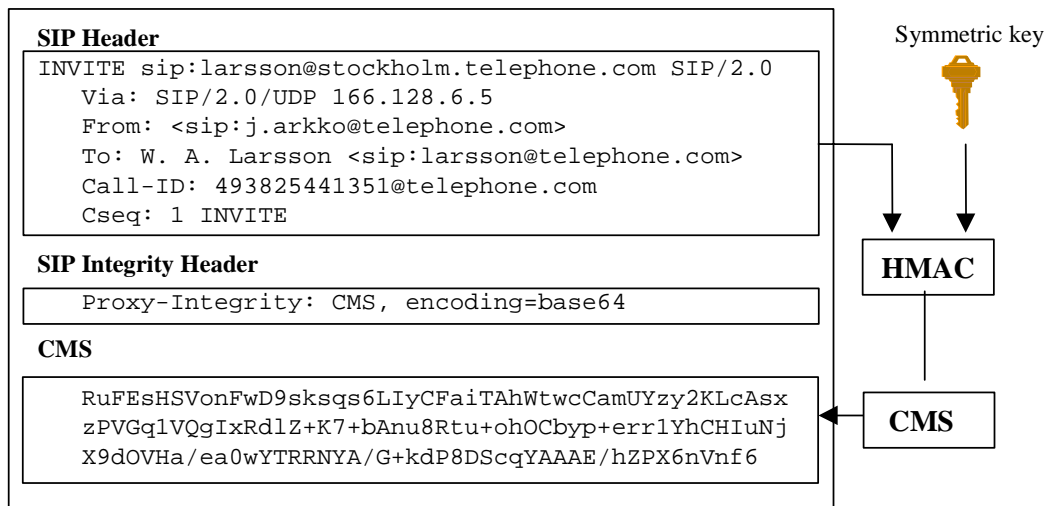 SIP Header
INVITE sip:larsson@stockholm.telephone.com SIP/2.0
Via: SIP/2.0/UDP 166.128.6.5
From: <sip:j.arkko@telephone.com>
To: W. A. Larsson <sip:larsson@telephone.com>
Call-ID: 493825441351@telephone.com
Cseq: 1 INVITE
SIP Integrity Header
Proxy-Integrity: CMS, encoding=base64
CMS
RuFEsHSVonFwD9sksqs6LIyCFaiTAhWtwcCamUYzy2KLcAsx
zPVGq1VQgIxRdlZ+K7+bAnu8Rtu+ohOCbyp+err1YhCHIuNj
X9dOVHa/ea0wYTRRNYA/G+kdP8DScqYAAAE/hZPX6nVnf6
Symmetric key
HMAC
CMS